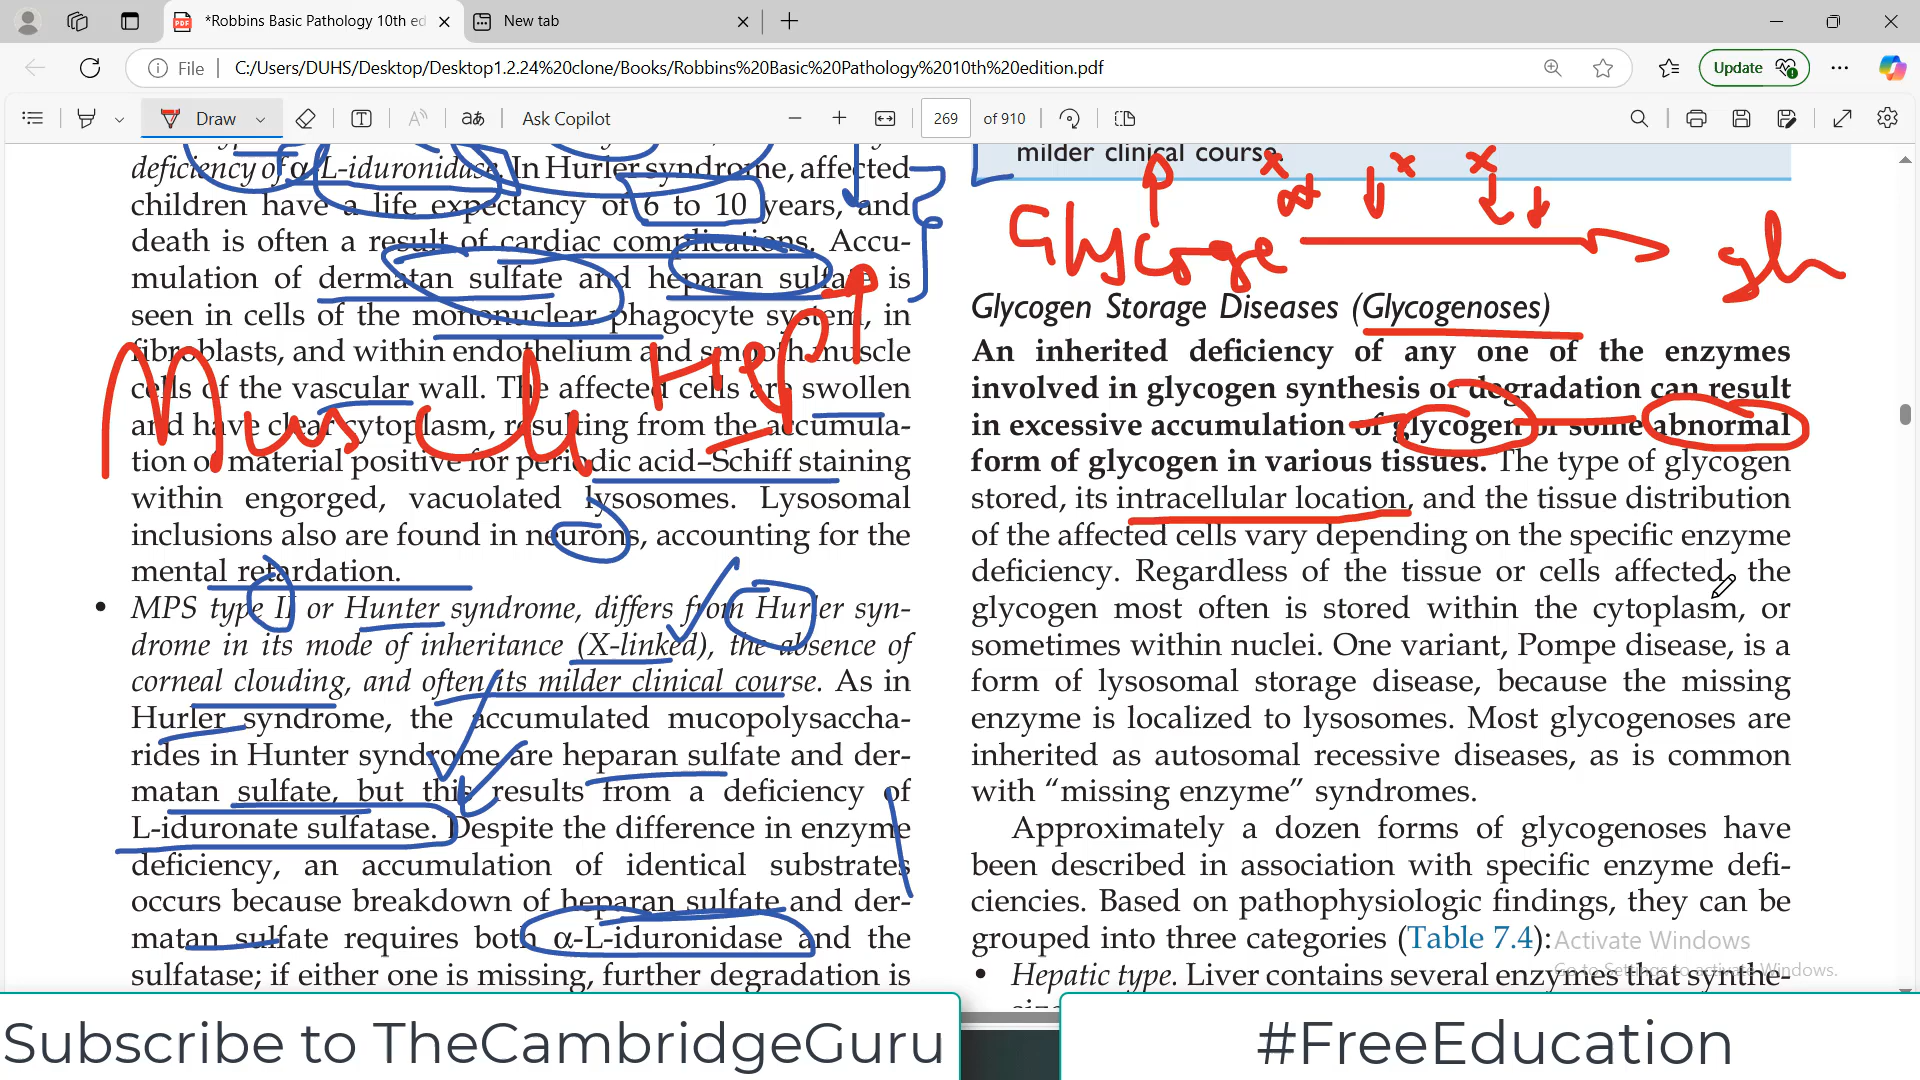 *Robbins Basic Pathology 10th ed
New tab
File
C:/Users/DUHS/Desktop/Desktop1.2.24%20clone/Books/Robbins%20Basic%20Pathology%2010th%20edition.pdf
Update
Draw
Ask Copilot
269 of 910
deficiency of α-L-iduronidase. In Hurler syndrome, affected
children have a life expectancy of 6 to 10 years, and
death is often a result of cardiac complications. Accu-
mulation of dermatan sulfate and heparan sulfate is
seen in cells of the mononuclear phagocyte system, in
fibroblasts, and within endothelium and smooth muscle
cells of the vascular wall. The affected cells are swollen
and have clear cytoplasm, resulting from the accumula-
tion of material positive for periodic acid–Schiff staining
within engorged, vacuolated lysosomes. Lysosomal
inclusions also are found in neurons, accounting for the
mental retardation.
• MPS type II or Hunter syndrome, differs from Hurler syn-
drome in its mode of inheritance (X-linked), the absence of
corneal clouding, and often its milder clinical course. As in
Hurler syndrome, the accumulated mucopolysaccha-
rides in Hunter syndrome are heparan sulfate and der-
matan sulfate, but this results from a deficiency of
L-iduronate sulfatase. Despite the difference in enzyme
deficiency, an accumulation of identical substrates
occurs because breakdown of heparan sulfate and der-
matan sulfate requires both α-L-iduronidase and the
sulfatase; if either one is missing, further degradation is
milder clinical course.
Glycogen Storage Diseases (Glycogenoses)
An inherited deficiency of any one of the enzymes
involved in glycogen synthesis or degradation can result
in excessive accumulation of glycogen or some abnormal
form of glycogen in various tissues. The type of glycogen
stored, its intracellular location, and the tissue distribution
of the affected cells vary depending on the specific enzyme
deficiency. Regardless of the tissue or cells affected, the
glycogen most often is stored within the cytoplasm, or
sometimes within nuclei. One variant, Pompe disease, is a
form of lysosomal storage disease, because the missing
enzyme is localized to lysosomes. Most glycogenoses are
inherited as autosomal recessive diseases, as is common
with “missing enzyme” syndromes.
Approximately a dozen forms of glycogenoses have
been described in association with specific enzyme defi-
ciencies. Based on pathophysiologic findings, they can be
grouped into three categories (Table 7.4):
• Hepatic type. Liver contains several enzymes that synthe-
Activate Windows
Go to Settings to activate Windows.
Subscribe to TheCambridgeGuru
#FreeEducation